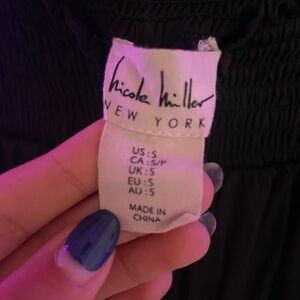 nicole miller
NEW YORK
US:S
CA:S/P
UK:S
EU:S
AU:S
MADE IN
CHINA